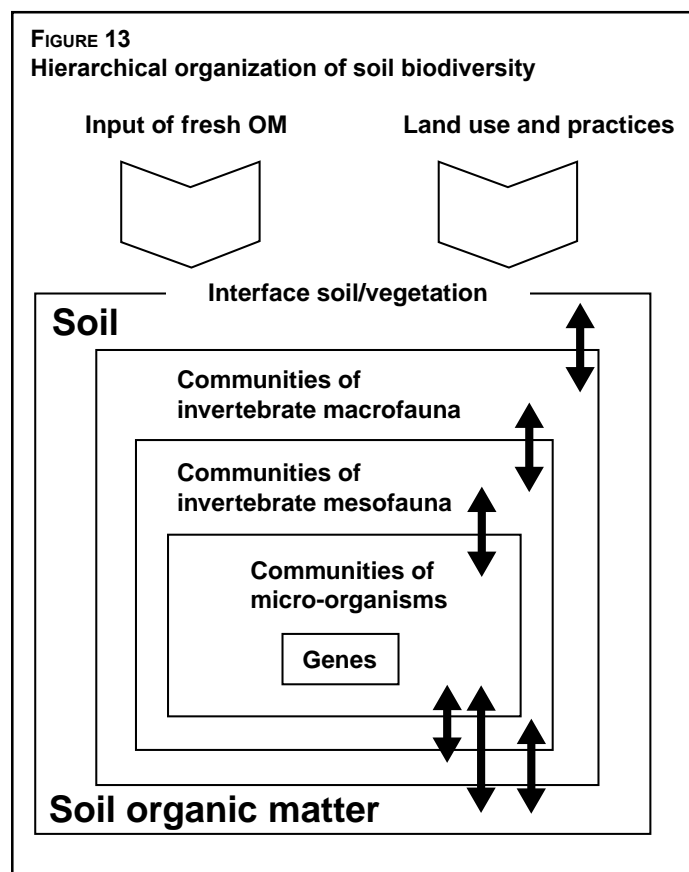 FIGURE 13
Hierarchical organization of soil biodiversity
Input of fresh OM
Land use and practices
Interface soil/vegetation
Soil
Communities of
invertebrate macrofauna
Communities of
invertebrate mesofauna
Communities of
micro-organisms
Genes
Soil organic matter